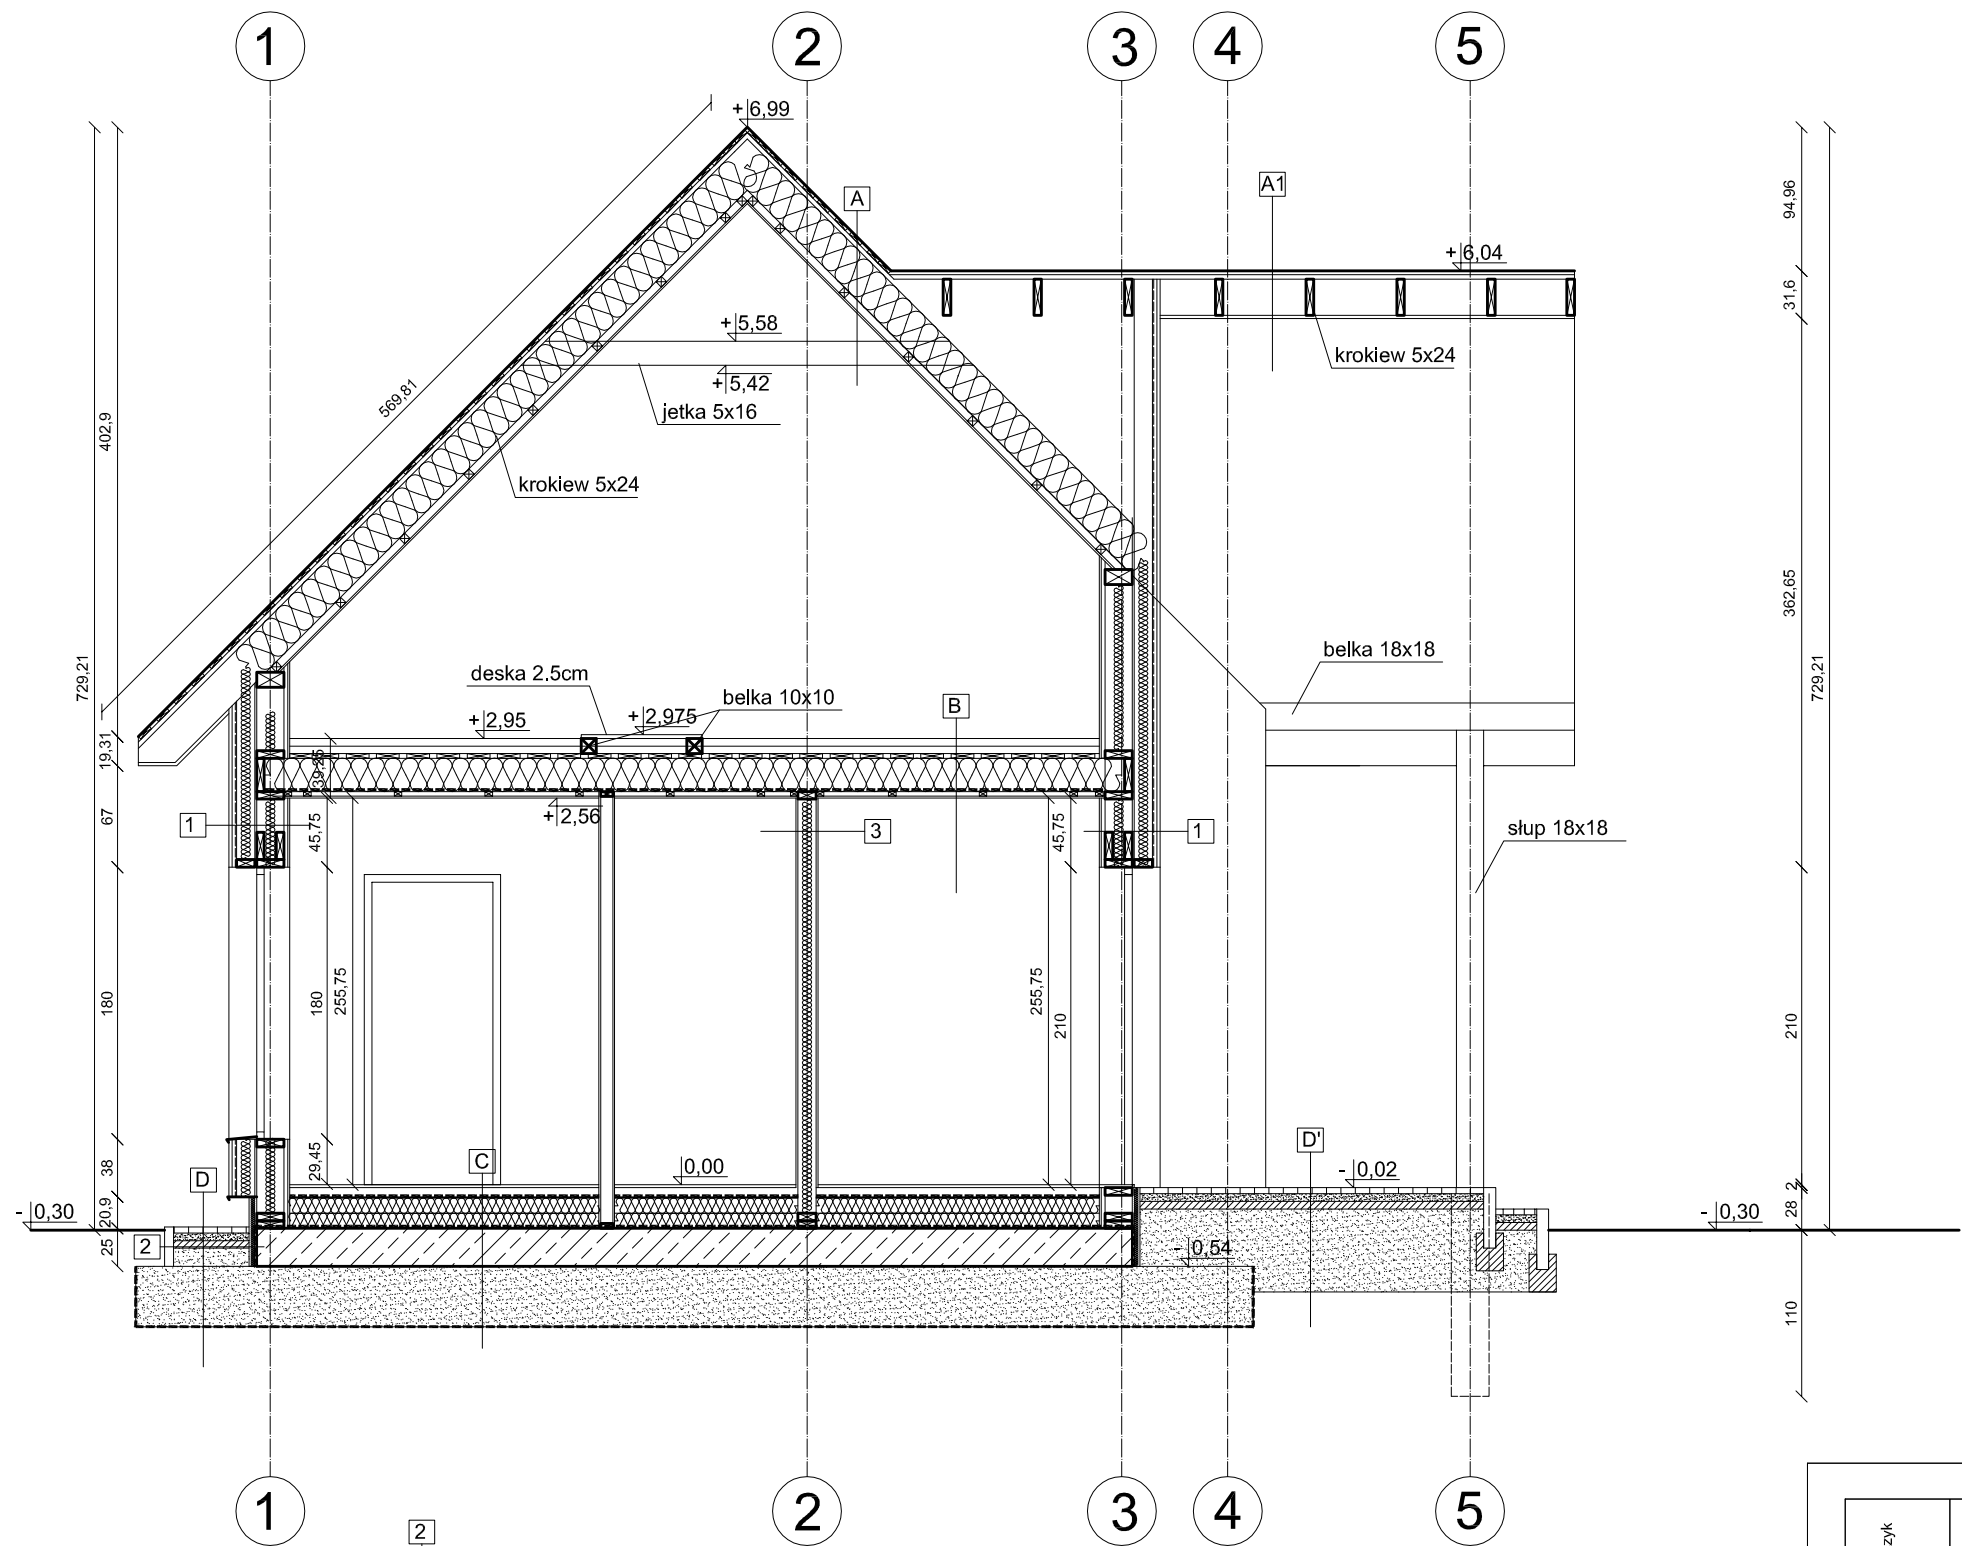 1 2 3 4 5
+6,99
A
A1
+6,04
94,96
31,6
+5,58
+5,42
krokiew 5x24
jetka 5x16
569,81
402,9
krokiew 5x24
362,65
729,21
729,21
belka 18x18
deska 2.5cm
belka 10x10
B
+2,95
+2,975
19,31
39,25
+2,56
1
3
1
67
45,75
45,75
słup 18x18
180
180
255,75
255,75
210
210
38
29,45
D
C
0,00
D'
-0,02
20,9
2
28
-0,30
-0,30
25
2
-0,54
110
1 2 3 4 5
2
zyk